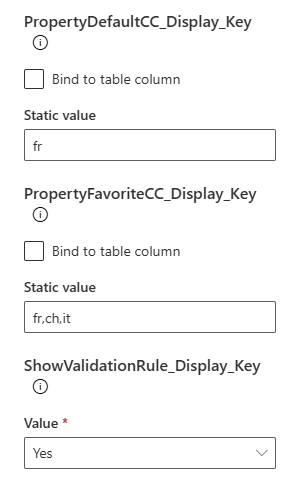 PropertyDefaultCC_Display_Key
Bind to table column
Static value
fr
PropertyFavoriteCC_Display_Key
Bind to table column
Static value
fr,ch,it
ShowValidationRule_Display_Key
Value *
Yes